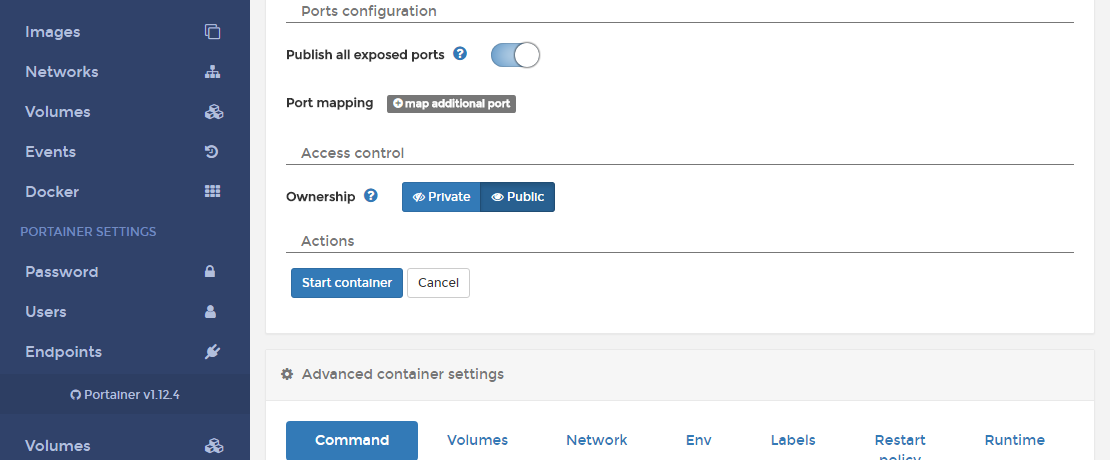 Images
Networks
Volumes
Events
Docker
PORTAINER SETTINGS
Password
Users
Endpoints
Portainer v1.12.4
Volumes
Ports configuration
Publish all exposed ports
Port mapping map additional port
Access control
Ownership Private Public
Actions
Start container Cancel
Advanced container settings
Command Volumes Network Env Labels Restart Runtime
policy